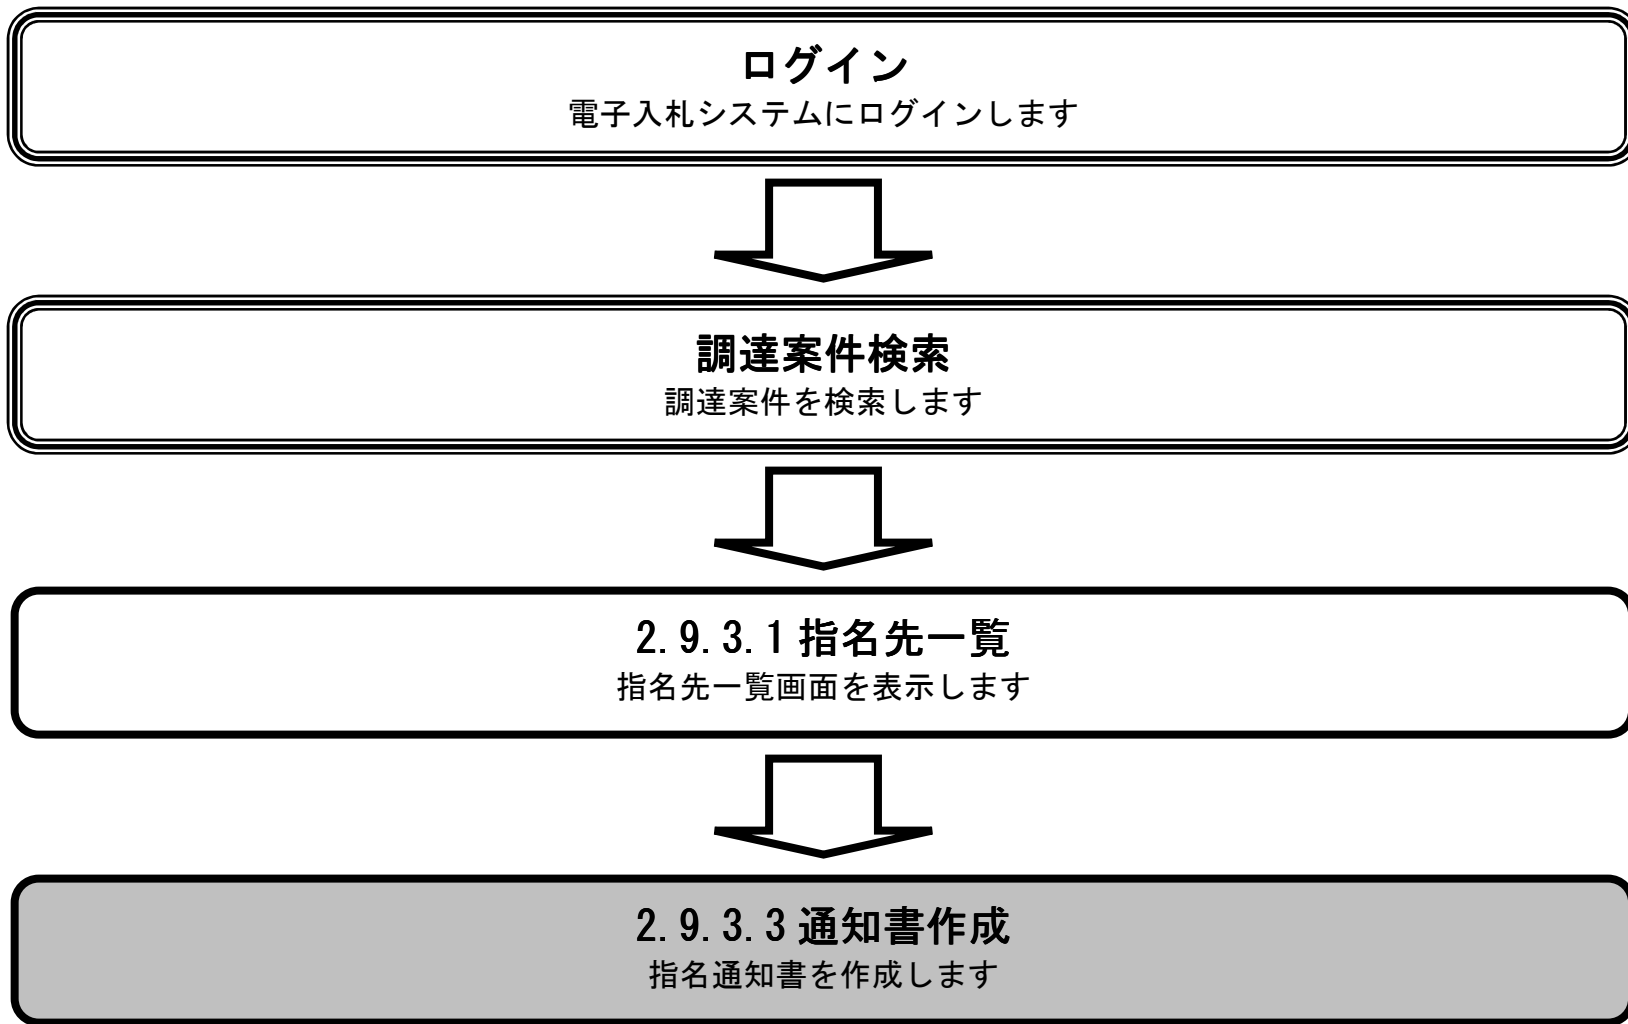 ログイン
電子入札システムにログインします
調達案件検索
調達案件を検索します
2.9.3.1 指名先一覧
指名先一覧画面を表示します
2.9.3.3 通知書作成
指名通知書を作成します